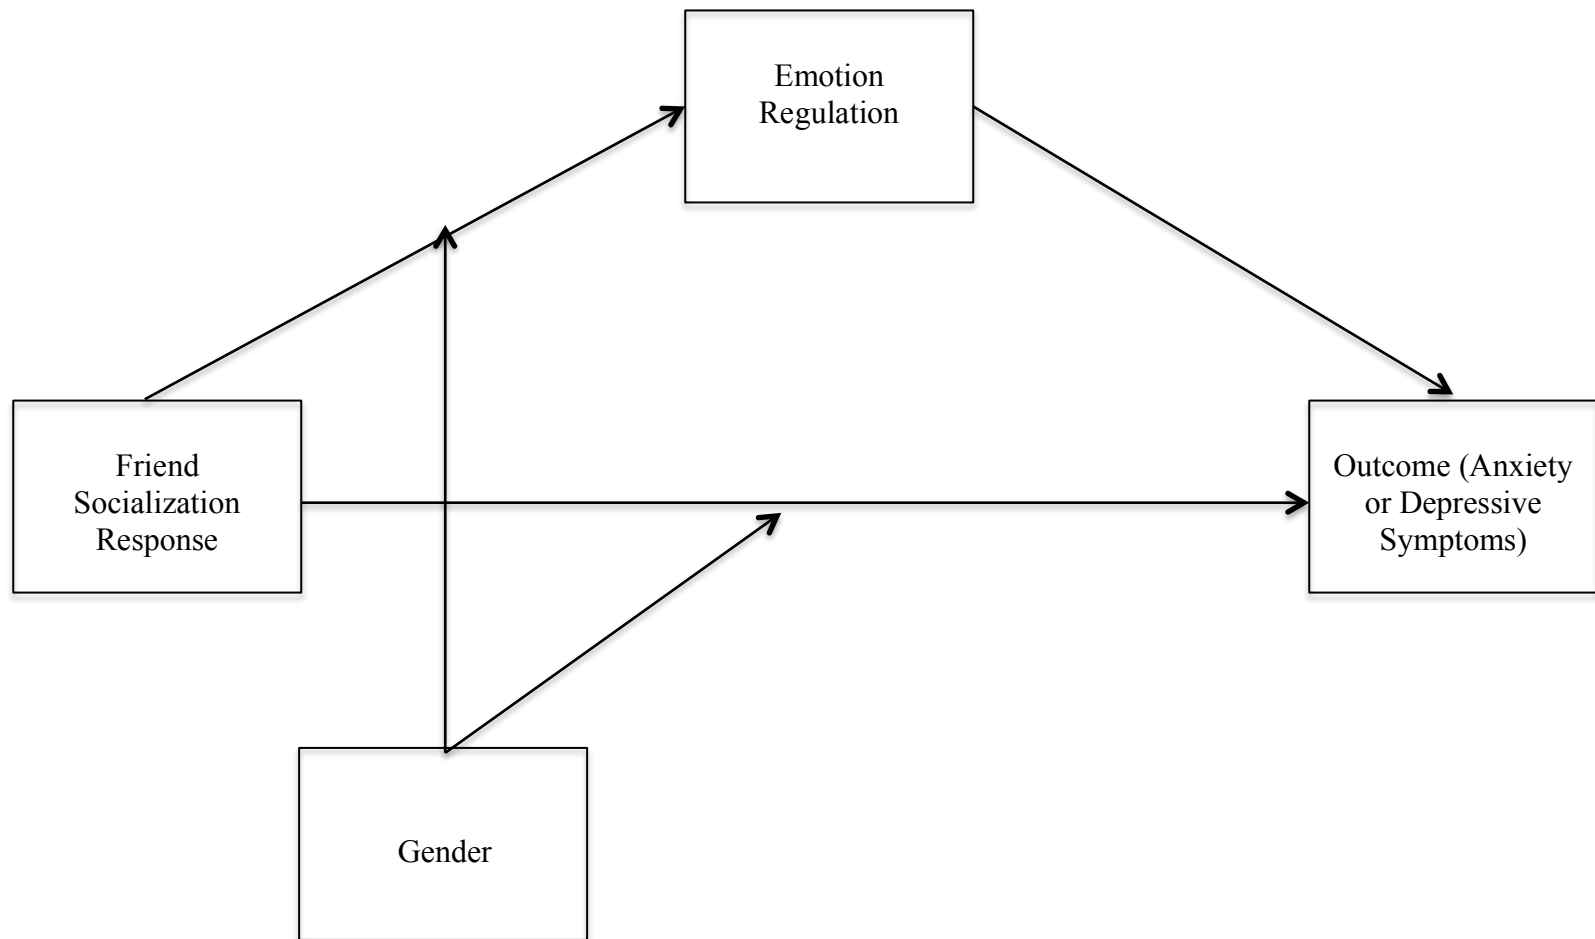 Emotion
Regulation
Friend
Socialization
Response
Outcome (Anxiety
or Depressive
Symptoms)
Gender